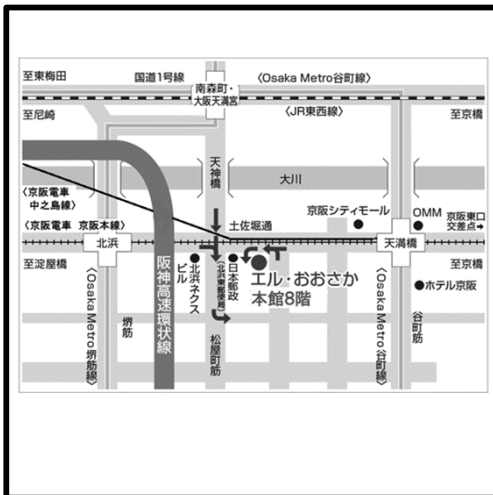 至東梅田
国道1号線
南森町・
大阪天満宮
〈Osaka Metro谷町線〉
至尼崎
〈JR東西線〉
至京橋
天神橋
大川
〈京阪電車
中之島線〉
京阪シティモール
OMM
京阪東口
交差点→
〈京阪電車 京阪本線〉
土佐堀通
北浜
天満橋
至淀屋橋
至京橋
阪神高速環状線
北浜ネクス
ビル
(北浜東郵便局)
日本郵政
エル・おおさか
本館8階
ホテル京阪
〈Osaka Metro堺筋線〉
堺筋
松屋町筋
〈Osaka Metro谷町線〉
谷町筋